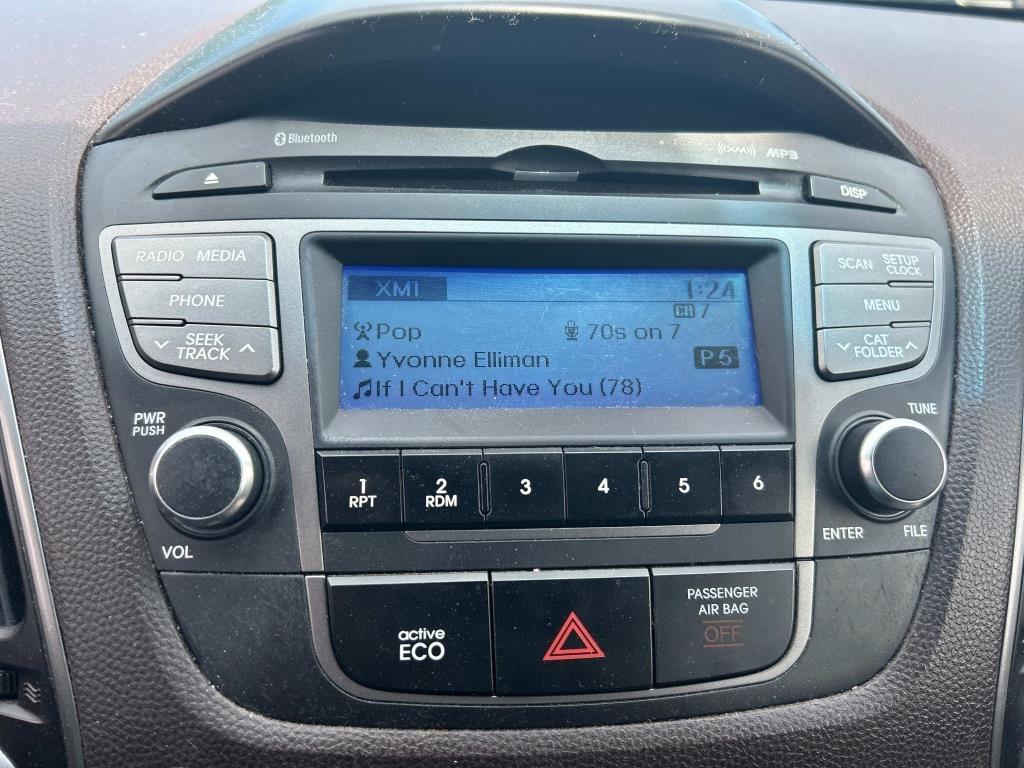 Bluetooth
((XM)) MP3
DISP
RADIO MEDIA
PHONE
SEEK
TRACK
XM1 1:24
CH 7
Pop 70s on 7
Yvonne Elliman P5
If I Can't Have You (78)
SCAN SETUP
CLOCK
MENU
CAT
FOLDER
PWR
PUSH
VOL
TUNE
ENTER FILE
1 2 3 4 5 6
RPT RDM
active
ECO
PASSENGER
AIR BAG
OFF